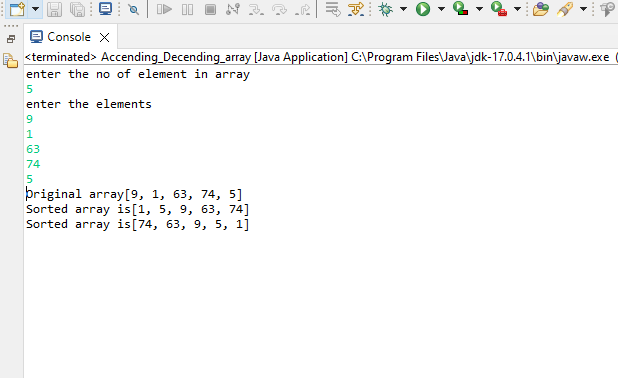 Console
<terminated> Accending_Decending_array [Java Application] C:\Program Files\Java\jdk-17.0.4.1\bin\javaw.exe (
enter the no of element in array
5
enter the elements
9
1
63
74
5
Original array[9, 1, 63, 74, 5]
Sorted array is[1, 5, 9, 63, 74]
Sorted array is[74, 63, 9, 5, 1]